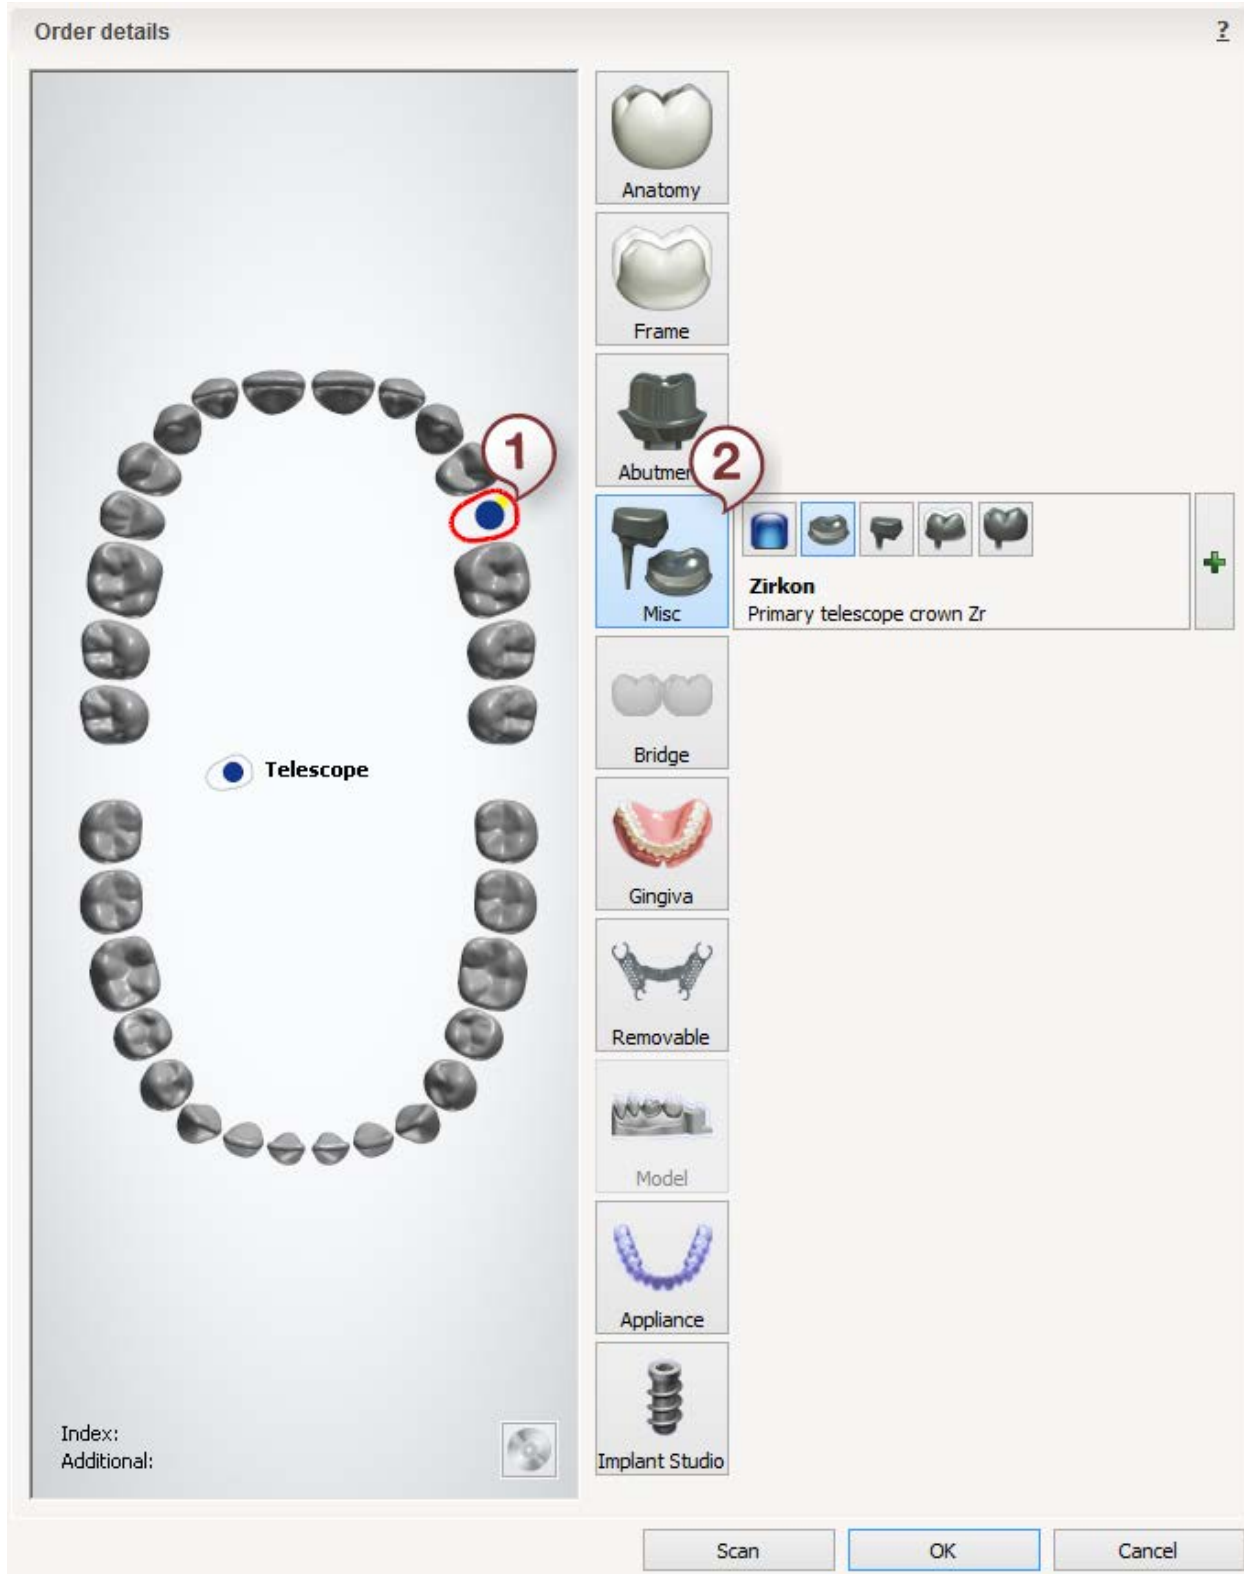 Order details
?
Anatomy
Frame
1
Abutmen
2
Misc
Zirkon
Primary telescope crown Zr
Bridge
Telescope
Gingiva
Removable
Model
Appliance
Index:
Additional:
Implant Studio
Scan
OK
Cancel